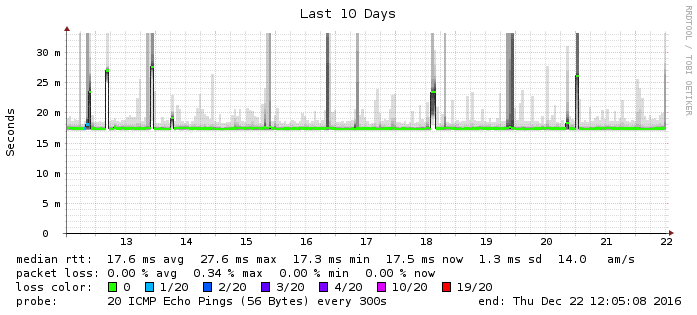 Last 10 Days
RRDTOOL / TOBI OETIKER
Seconds
30 m
25 m
20 m
15 m
10 m
5 m
0
13 14 15 16 17 18 19 20 21 22
median rtt: 17.6 ms avg 27.6 ms max 17.3 ms min 17.5 ms now 1.3 ms sd 14.0 am/s
packet loss: 0.00 % avg 0.34 % max 0.00 % min 0.00 % now
loss color: 0 1/20 2/20 3/20 4/20 10/20 19/20
probe: 20 ICMP Echo Pings (56 Bytes) every 300s end: Thu Dec 22 12:05:08 2016